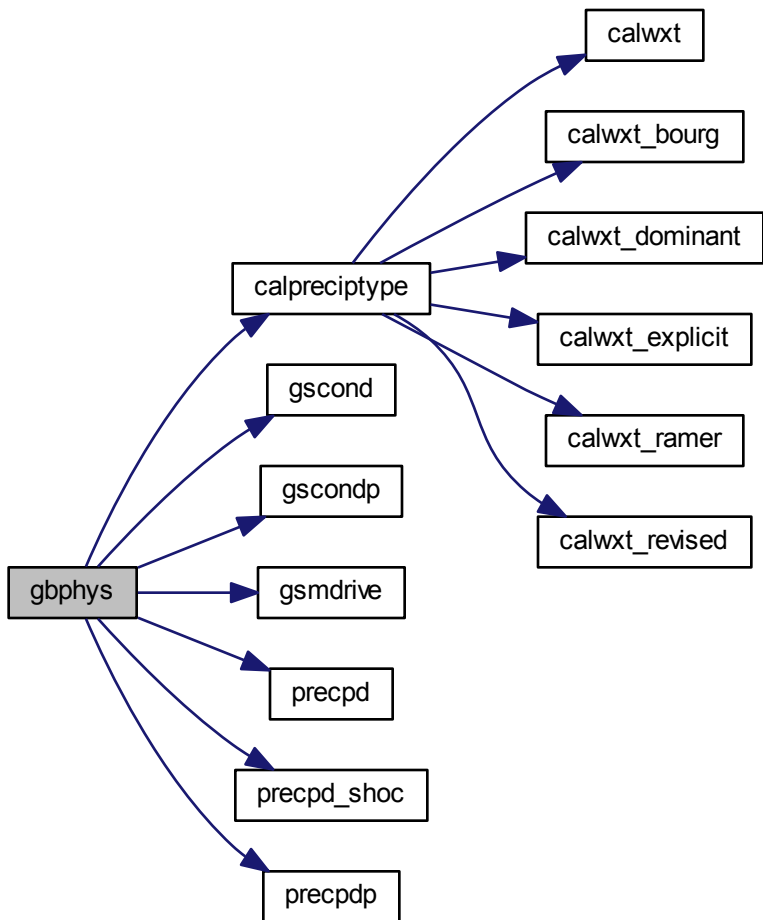 calwxt
calwxt_bourg
calwxt_dominant
calpreciptype
calwxt_explicit
gscond
calwxt_ramer
gscondp
calwxt_revised
gbphys
gsmdrive
precpd
precpd_shoc
precpdp